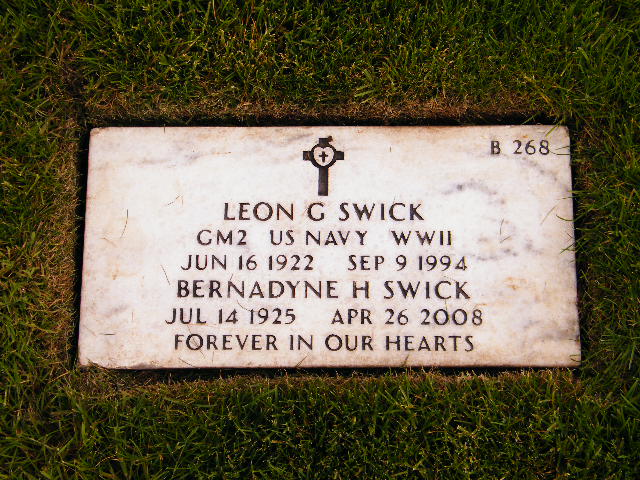 B 268
LEON G SWICK
GM2 US NAVY WWII
JUN 16 1922 SEP 9 1994
BERNADYNE H SWICK
JUL 14 1925 APR 26 2008
FOREVER IN OUR HEARTS